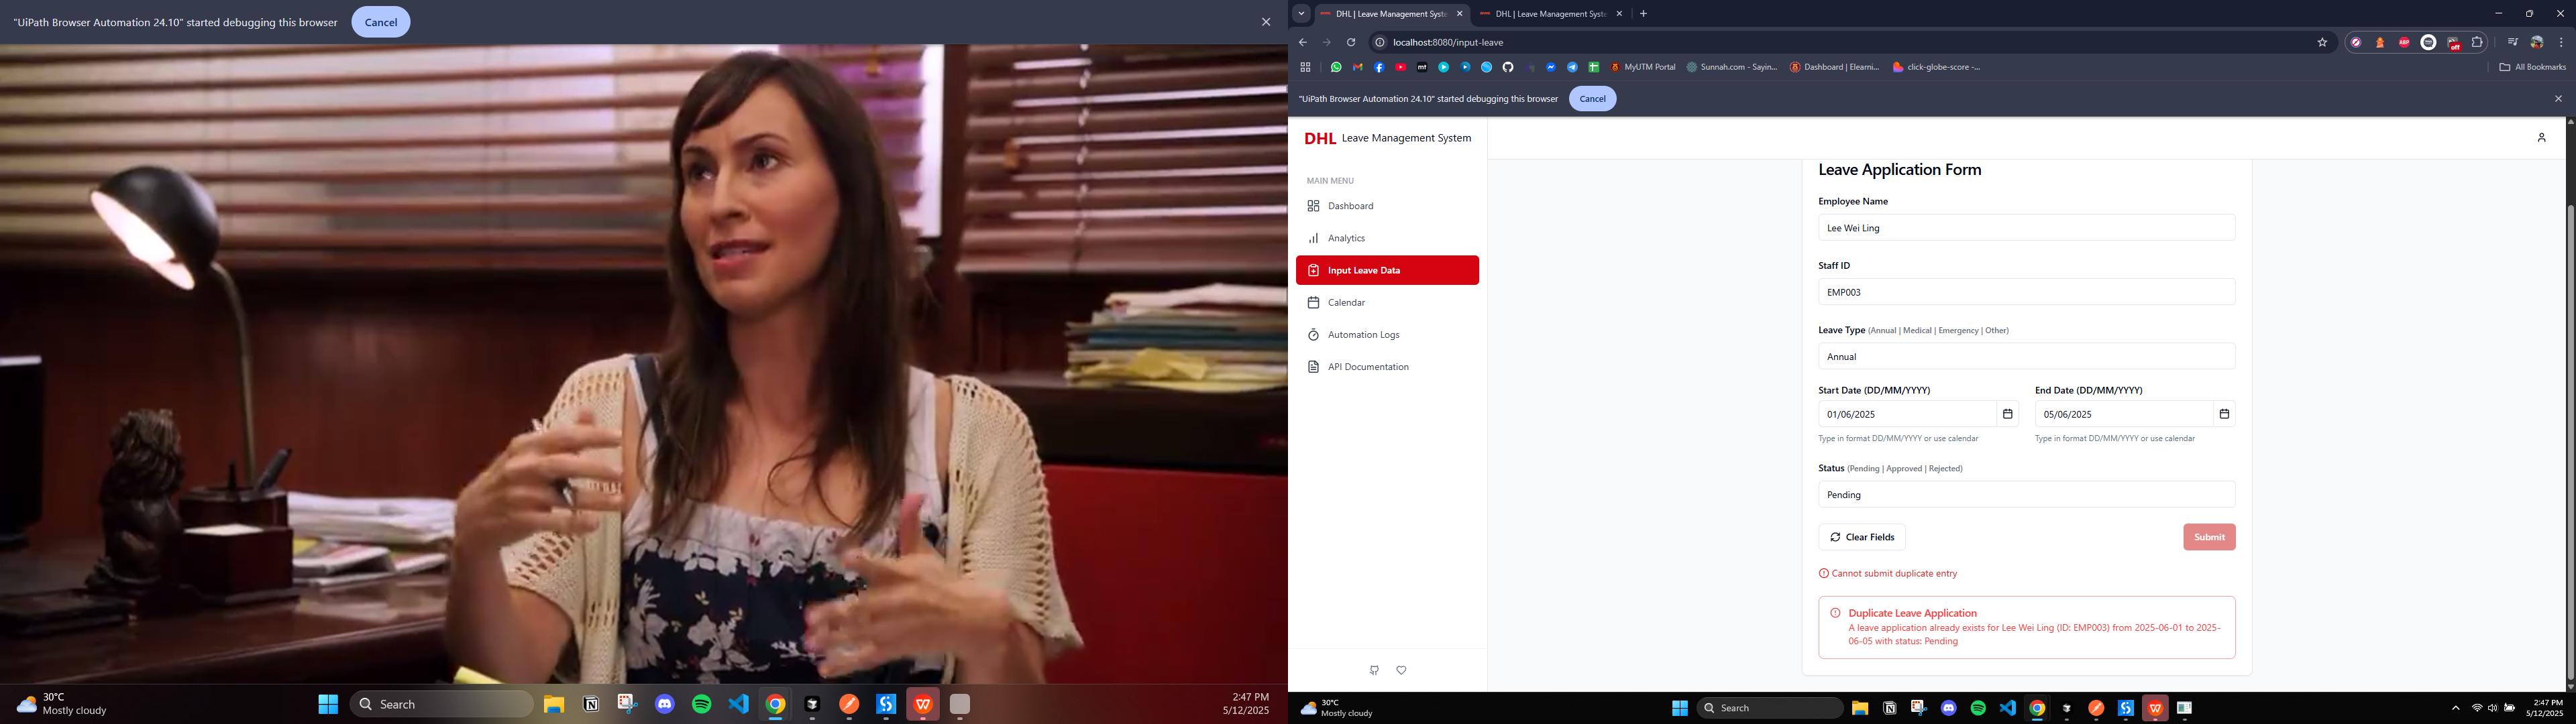 "UiPath Browser Automation 24.10" started debugging this browser
Cancel
30°C
Mostly cloudy
Search
2:47 PM
5/12/2025
DHL | Leave Management Syste
DHL | Leave Management Syste
localhost:8080/input-leave
ABP
off
mt
MyUTM Portal
Sunnah.com - Sayin...
Dashboard | Elearni...
click-globe-score -...
All Bookmarks
"UiPath Browser Automation 24.10" started debugging this browser
Cancel
DHL Leave Management System
MAIN MENU
Dashboard
Analytics
Input Leave Data
Calendar
Automation Logs
API Documentation
Leave Application Form
Employee Name
Lee Wei Ling
Staff ID
EMP003
Leave Type (Annual | Medical | Emergency | Other)
Annual
Start Date (DD/MM/YYYY)
End Date (DD/MM/YYYY)
01/06/2025
05/06/2025
Type in format DD/MM/YYYY or use calendar
Type in format DD/MM/YYYY or use calendar
Status (Pending | Approved | Rejected)
Pending
Clear Fields
Submit
Cannot submit duplicate entry
Duplicate Leave Application
A leave application already exists for Lee Wei Ling (ID: EMP003) from 2025-06-01 to 2025-
06-05 with status: Pending
30°C
Mostly cloudy
Search
2:47 PM
5/12/2025